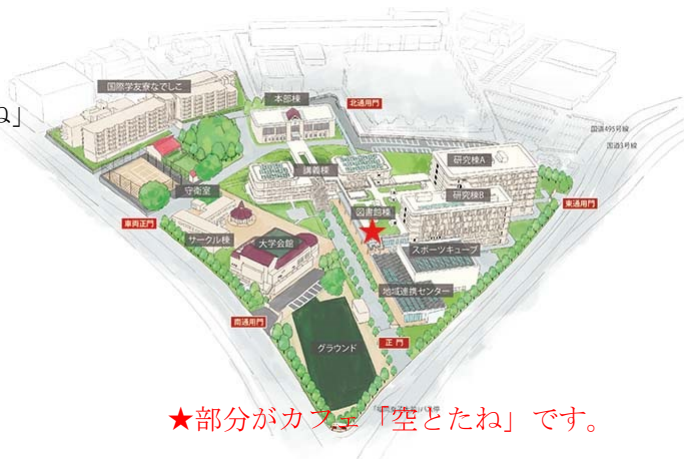 国際学友寮なでしこ
本部棟
北通用門
ね」
国道495号線
国道3号線
講義棟
研究棟A
研究棟B
守衛室
図書館棟
東通用門
車両正門
サークル棟
大学会館
スポーツキューブ
地域連携センター
南通用門
正門
グラウンド
★部分がカフェ「空とたね」です。